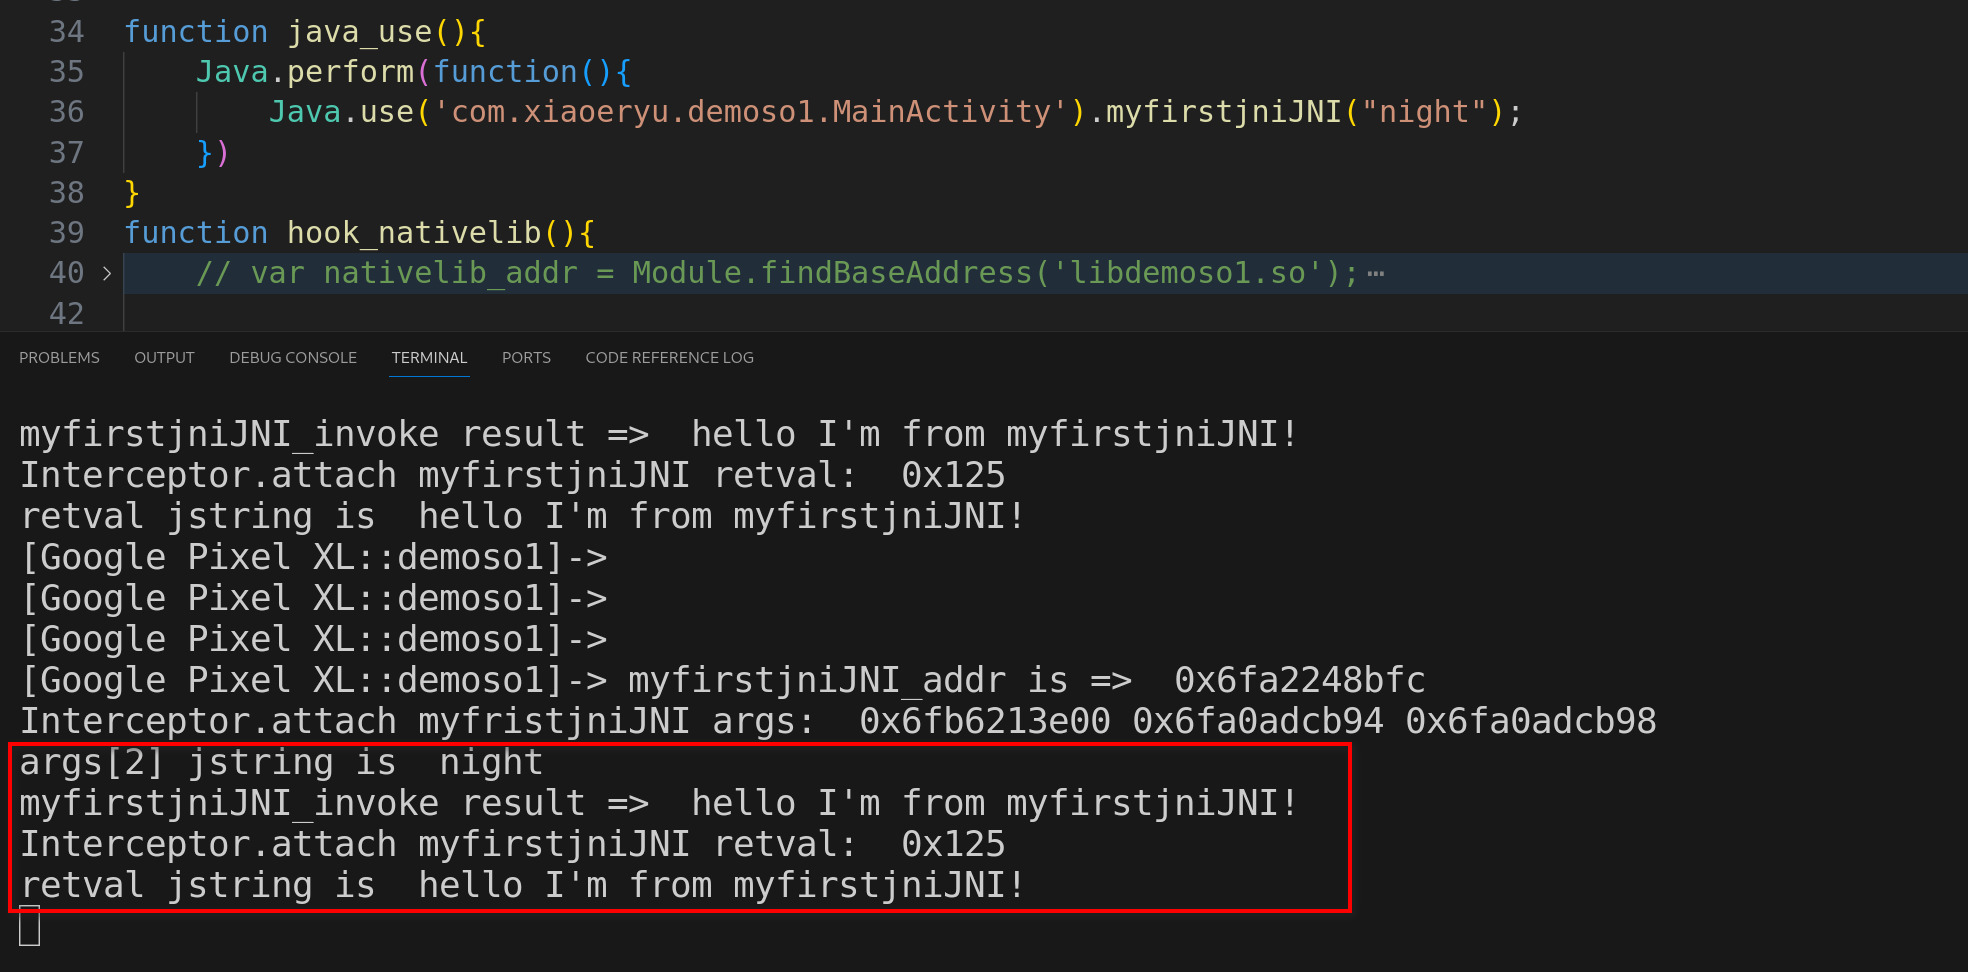 34 function java_use(){
35 Java.perform(function(){
36 Java.use('com.xiaoeryu.demoso1.MainActivity').myfirstjniJNI("night");
37 })
38 }
39 function hook_nativelib(){
40 // var nativelib_addr = Module.findBaseAddress('libdemoso1.so');⋯
42
PROBLEMS OUTPUT DEBUG CONSOLE TERMINAL PORTS CODE REFERENCE LOG
myfirstjniJNI_invoke result =>  hello I'm from myfirstjniJNI!
Interceptor.attach myfirstjniJNI retval:  0x125
retval jstring is  hello I'm from myfirstjniJNI!
[Google Pixel XL::demoso1]->
[Google Pixel XL::demoso1]->
[Google Pixel XL::demoso1]->
[Google Pixel XL::demoso1]-> myfirstjniJNI_addr is =>  0x6fa2248bfc
Interceptor.attach myfristjniJNI args:  0x6fb6213e00 0x6fa0adcb94 0x6fa0adcb98
args[2] jstring is  night
myfirstjniJNI_invoke result =>  hello I'm from myfirstjniJNI!
Interceptor.attach myfirstjniJNI retval:  0x125
retval jstring is  hello I'm from myfirstjniJNI!